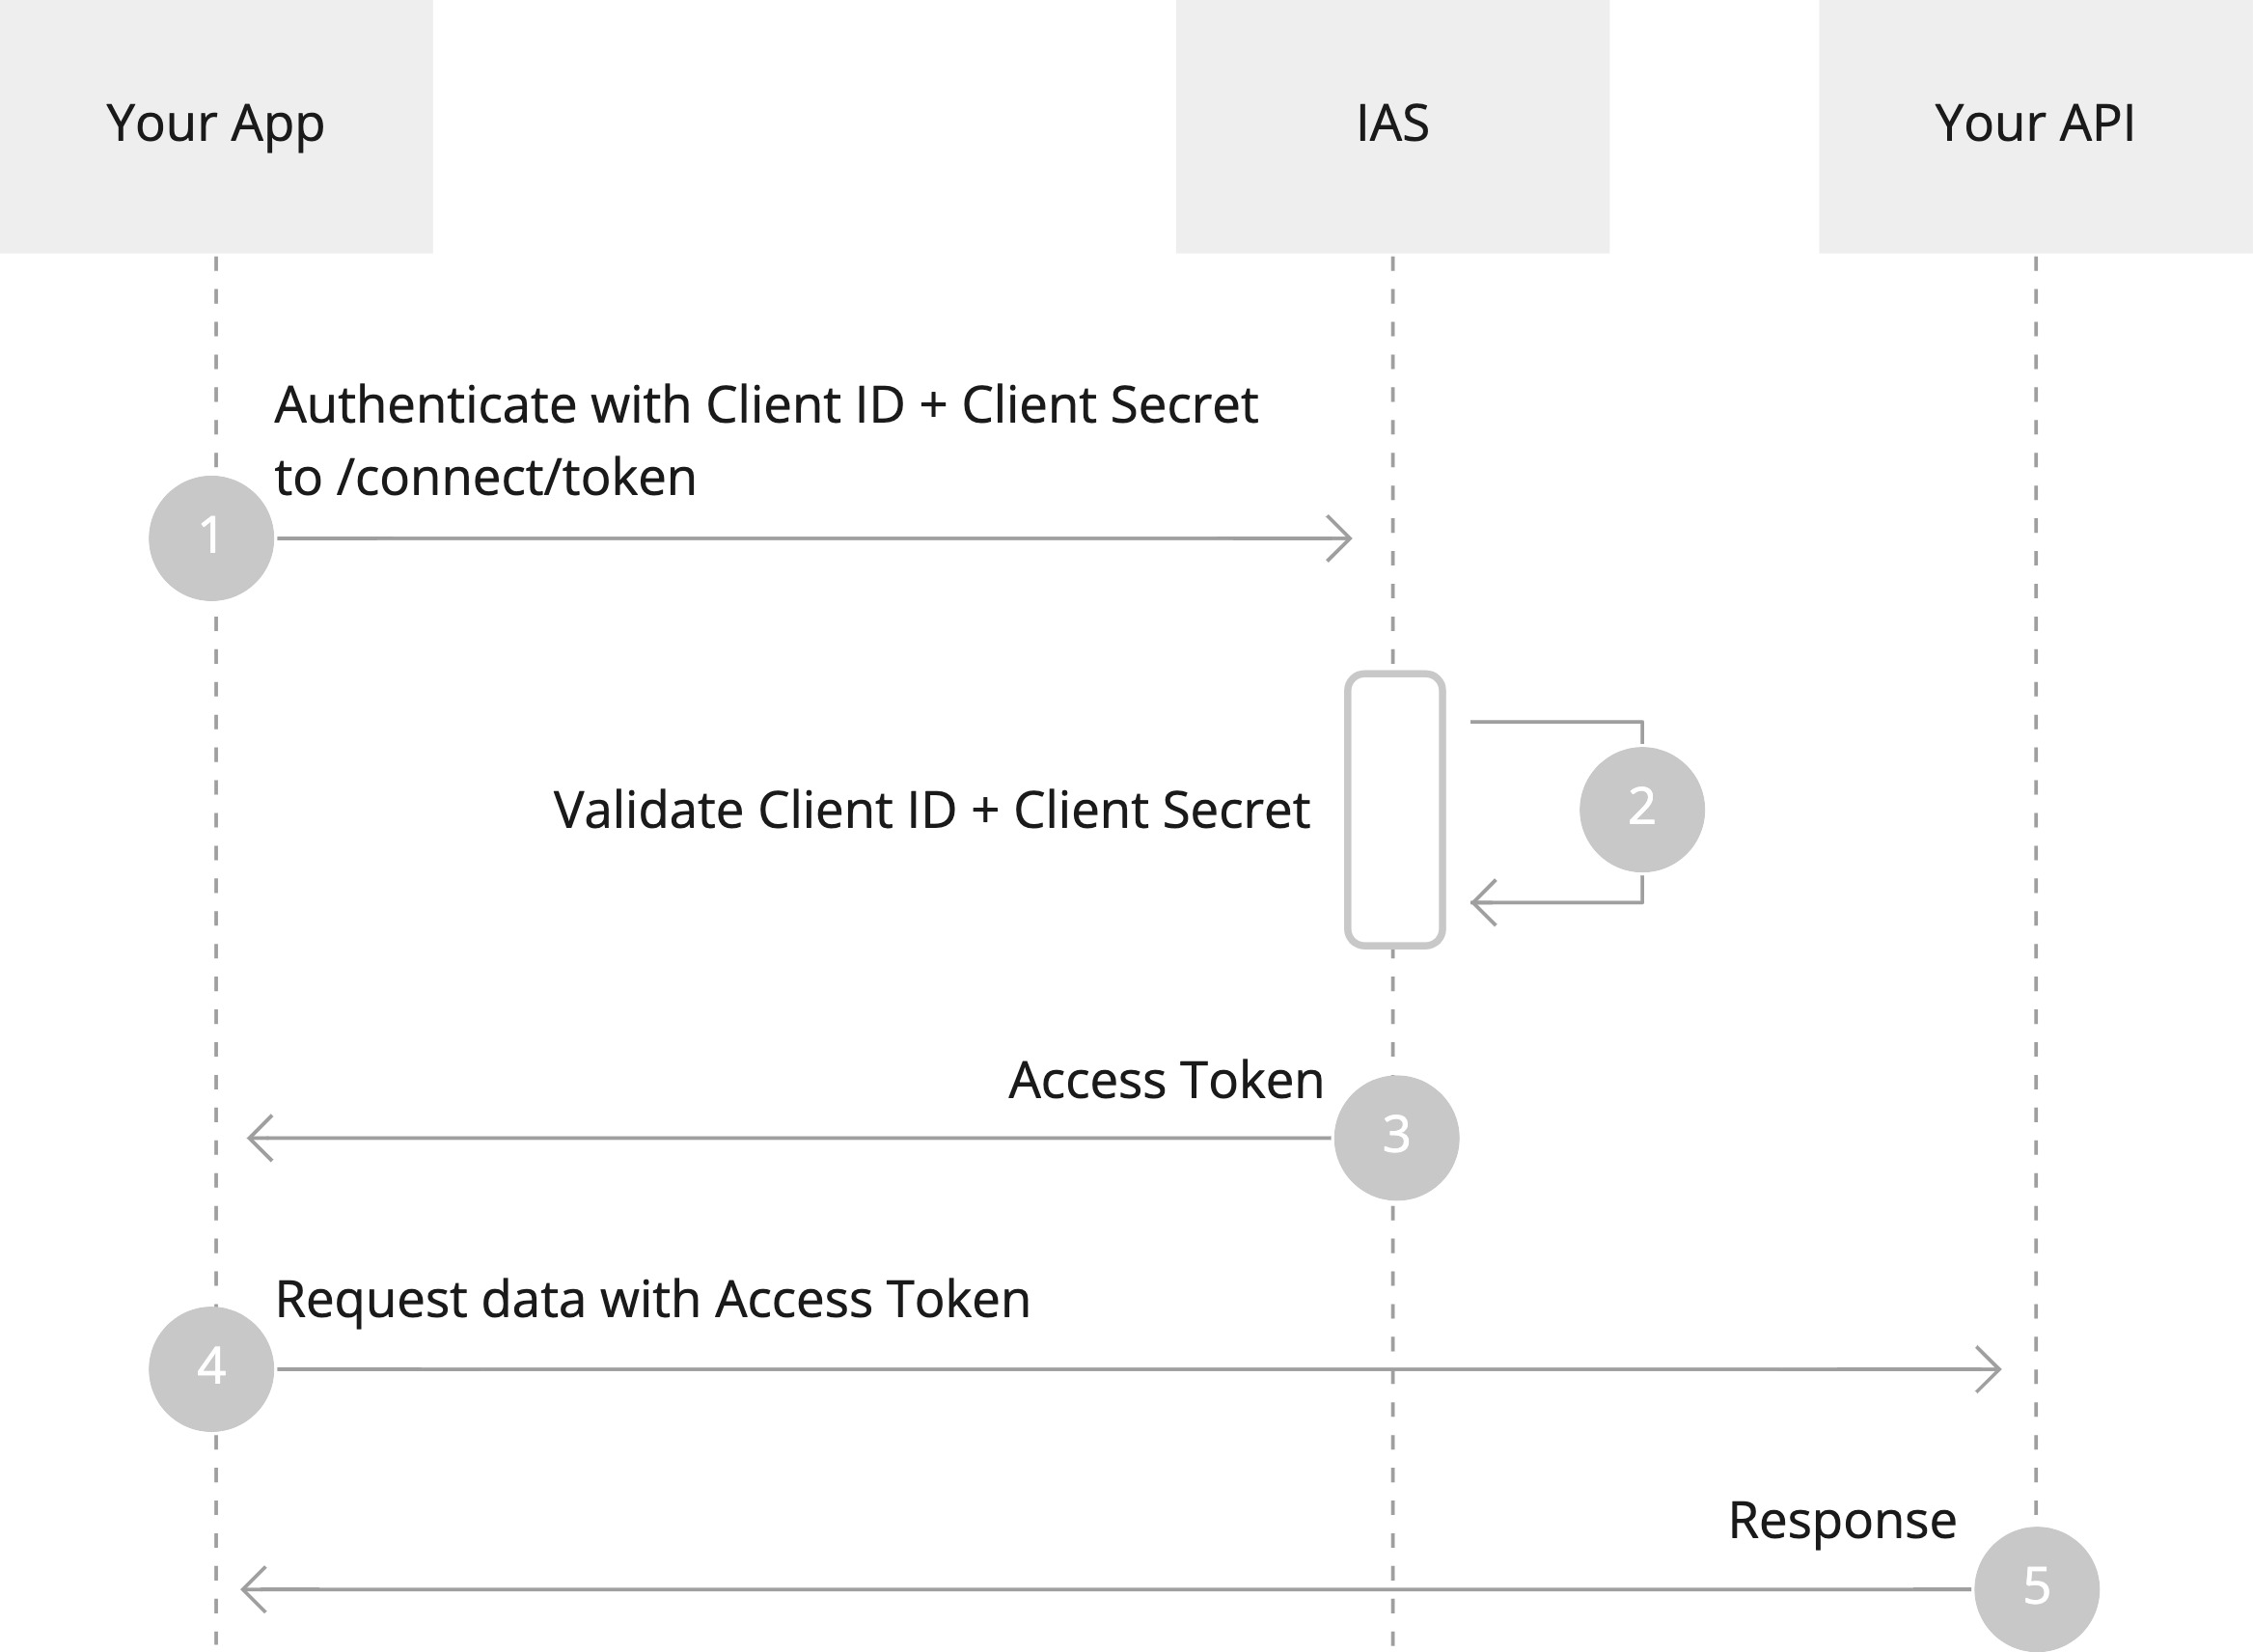 Your App
IAS
Your API
Authenticate with Client ID + Client Secret
to /connect/token
1
Validate Client ID + Client Secret
2
Access Token
3
Request data with Access Token
4
Response
5